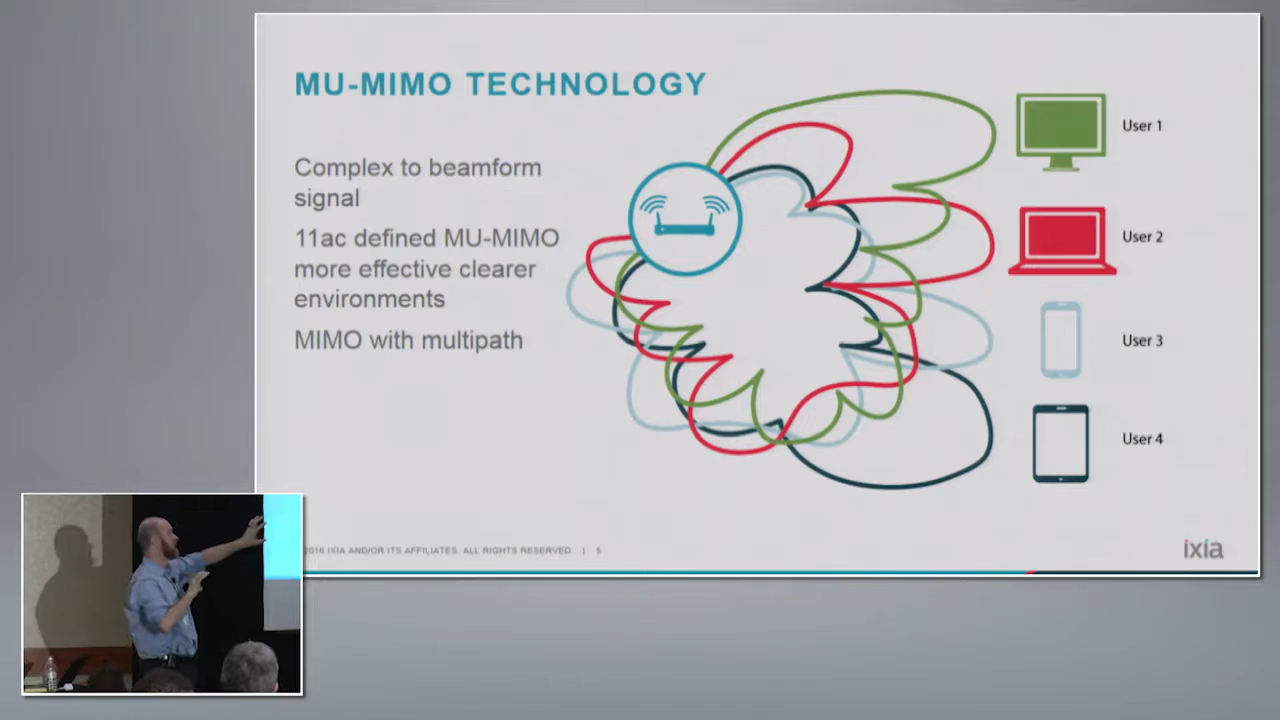 MU-MIMO TECHNOLOGY
Complex to beamform
signal
11ac defined MU-MIMO
more effective clearer
environments
MIMO with multipath
User 1
User 2
User 3
User 4
2016 IXIA AND/OR ITS AFFILIATES. ALL RIGHTS RESERVED. | 5
ixia